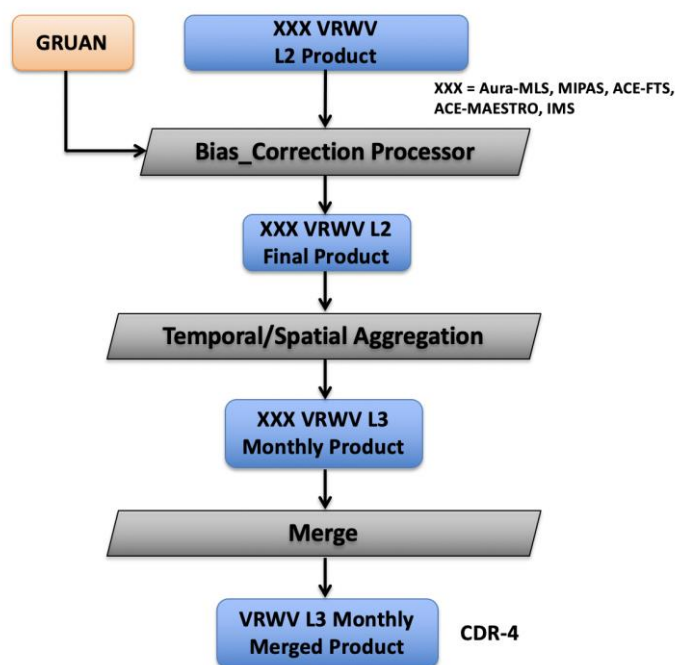 GRUAN
XXX VRWV
L2 Product
XXX = Aura-MLS, MIPAS, ACE-FTS,
ACE-MAESTRO, IMS
Bias_Correction Processor
XXX VRWV L2
Final Product
Temporal/Spatial Aggregation
XXX VRWV L3
Monthly Product
Merge
VRWV L3 Monthly
Merged Product
CDR-4